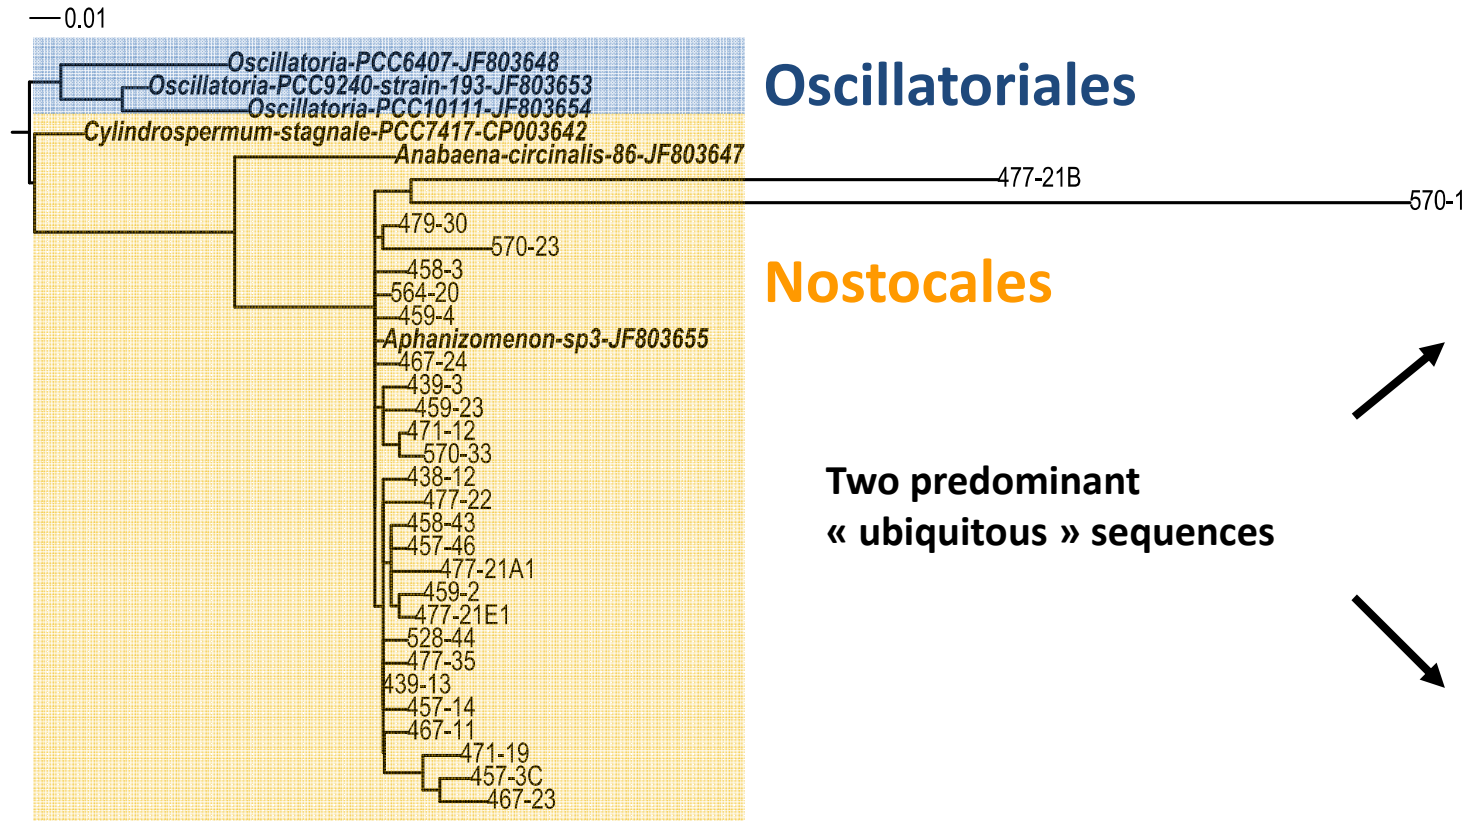 0.01
Oscillatoria-PCC6407-JF803648
Oscillatoria-PCC9240-strain-193-JF803653
Oscillatoria-PCC10111-JF803654
Oscillatoriales
Cylindrospermum-stagnale-PCC7417-CP003642
Anabaena-circinalis-86-JF803647
477-21B
570-1
479-30
570-23
458-3
Nostocales
564-20
459-4
Aphanizomenon-sp3-JF803655
467-24
439-3
459-23
471-12
570-33
438-12
477-22
458-43
457-46
477-21A1
459-2
477-21E1
528-44
477-35
439-13
457-14
467-11
471-19
457-3C
467-23
Two predominant
« ubiquitous » sequences